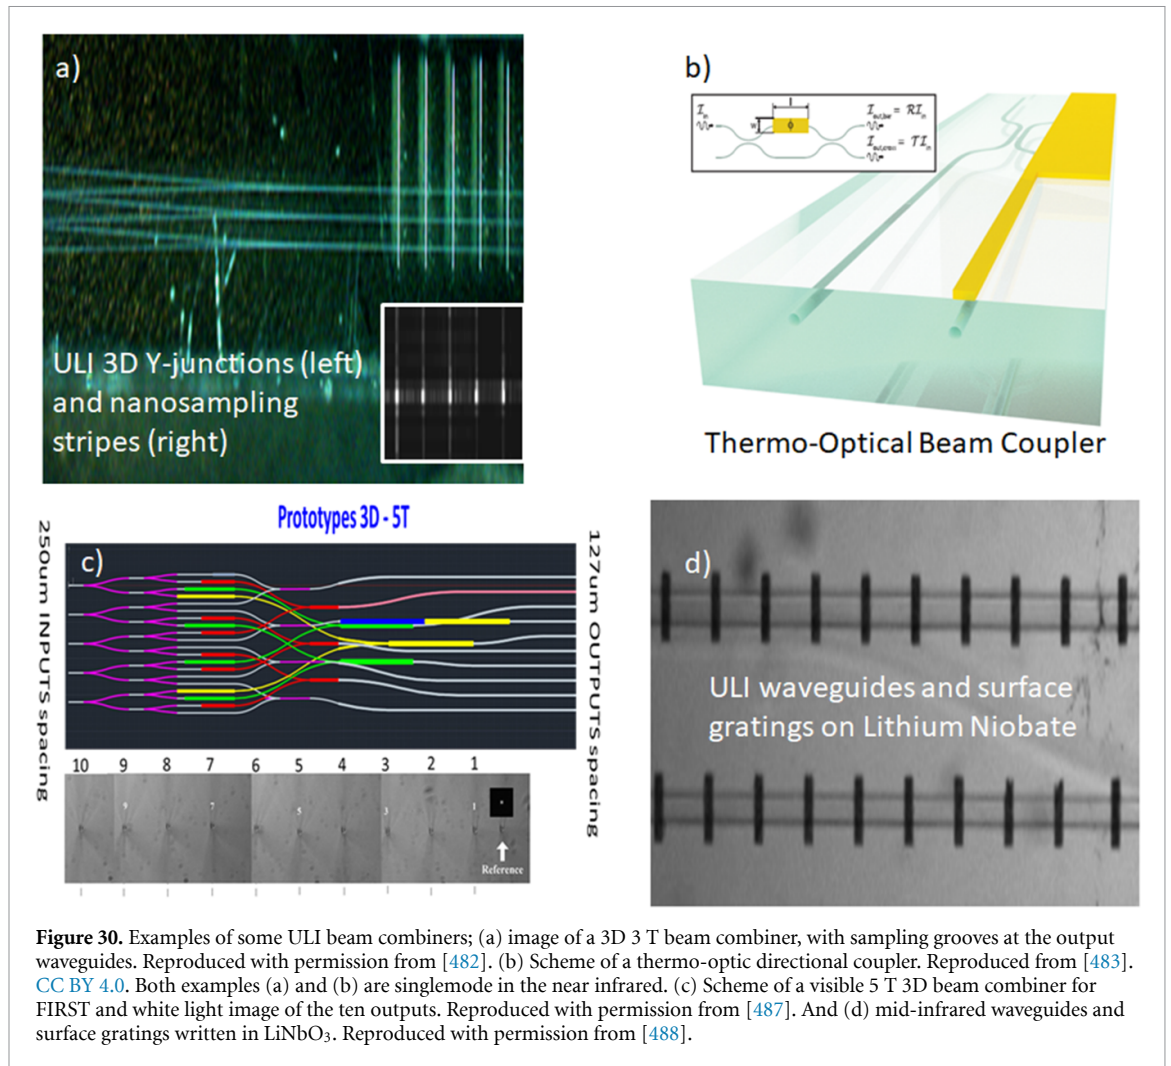 a)
ULI 3D Y-junctions (left)
and nanosampling
stripes (right)
b)
l
w
ϕ
Thermo-Optical Beam Coupler
Prototypes 3D - 5T
250um INPUTS spacing
c)
127um OUTPUTS spacing
10 9 8 7 6 5 4 3 2 1
9 7 5 3 1
Reference
d)
ULI waveguides and surface
gratings on Lithium Niobate
Figure 30. Examples of some ULI beam combiners; (a) image of a 3D 3 T beam combiner, with sampling grooves at the output
waveguides. Reproduced with permission from [482]. (b) Scheme of a thermo-optic directional coupler. Reproduced from [483].
CC BY 4.0. Both examples (a) and (b) are singlemode in the near infrared. (c) Scheme of a visible 5 T 3D beam combiner for
FIRST and white light image of the ten outputs. Reproduced with permission from [487]. And (d) mid-infrared waveguides and
surface gratings written in LiNbO₃. Reproduced with permission from [488].